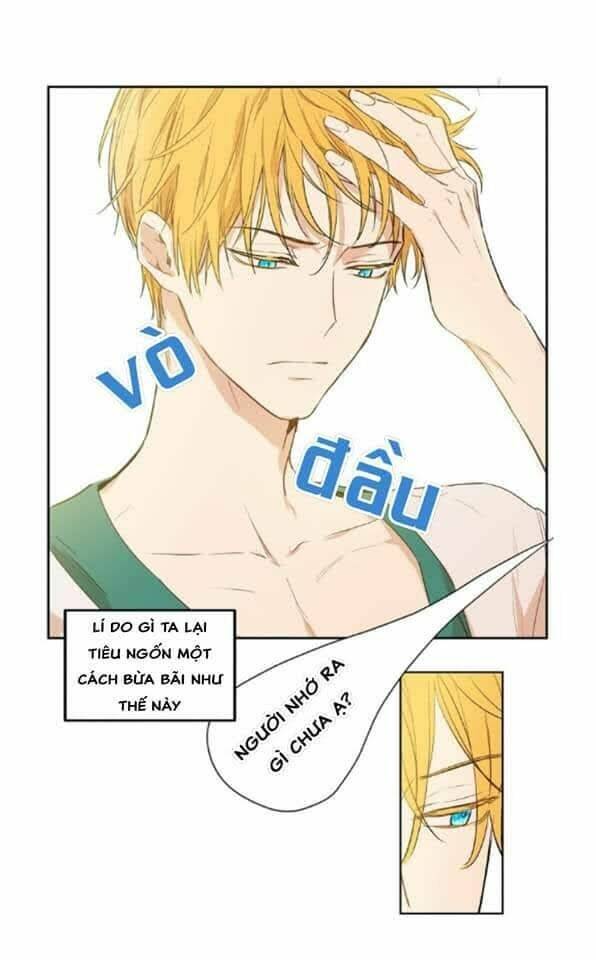 vò
đầu
LÍ DO GÌ TA LẠI
TIÊU NGỐN MỘT
CÁCH BỪA BÃI NHƯ
THẾ NÀY
NGƯỜI NHỚ RA
GÌ CHƯA Ạ?